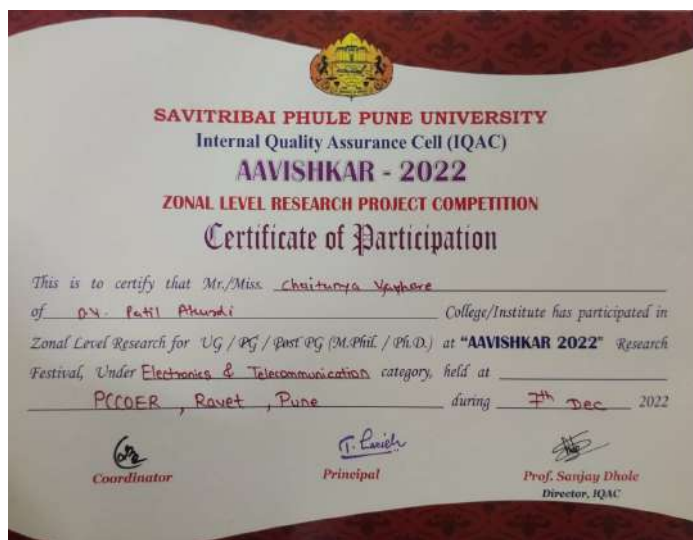 SAVITRIBAI PHULE PUNE UNIVERSITY
Internal Quality Assurance Cell (IQAC)
AAVISHKAR - 2022
ZONAL LEVEL RESEARCH PROJECT COMPETITION
Certificate of Participation
This is to certify that Mr./Miss. Chaitunya
of D.Y. Patil Akurdi College/Institute has participated in
Zonal Level Research for UG / PG / Post PG (M.Phil. / Ph.D.) at "AAVISHKAR 2022" Research
Festival, Under Electronics & Telecommunication category, held at
PCCOER, Ravet, Pune during 7th Dec 2022
Coordinator Principal Prof. Sanjay Dhole
Director, IQAC